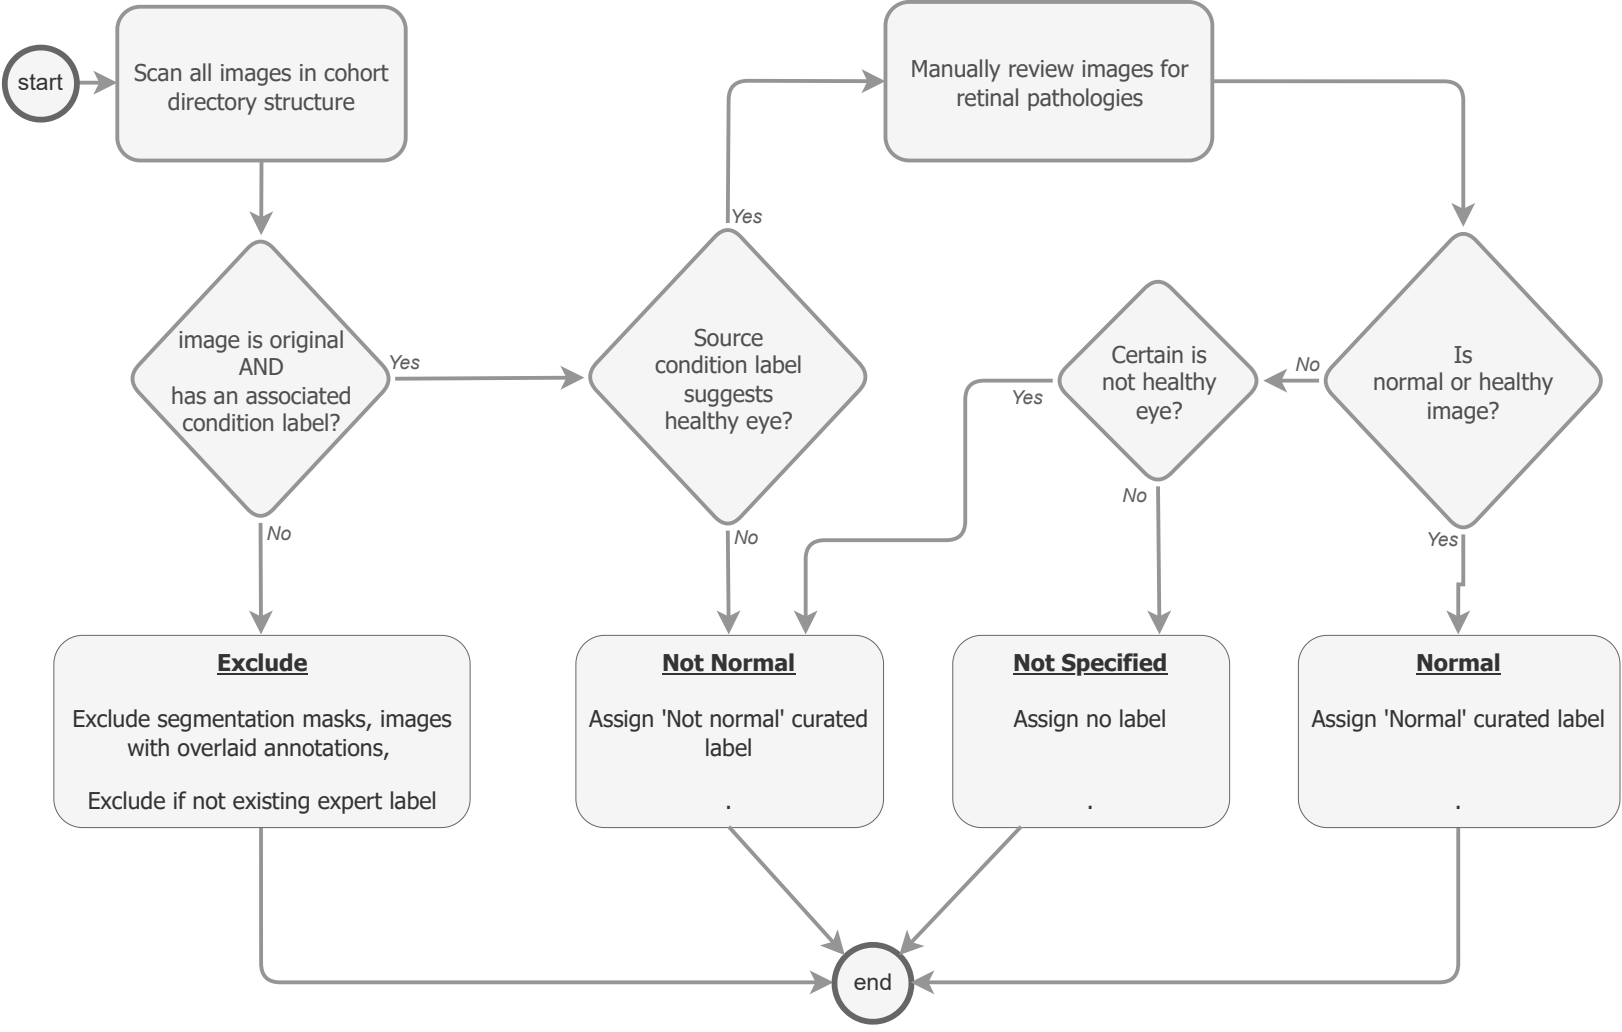 start
Scan all images in cohort
directory structure
Manually review images for
retinal pathologies
Yes
image is original
AND
has an associated
condition label?
Yes
Source
condition label
suggests
healthy eye?
Certain is
not healthy
eye?
Yes
No
Is
normal or healthy
image?
No
No
No
Yes
Exclude
Exclude segmentation masks, images
with overlaid annotations,
Exclude if not existing expert label
Not Normal
Assign 'Not normal' curated
label
.
Not Specified
Assign no label
.
Normal
Assign 'Normal' curated label
.
end